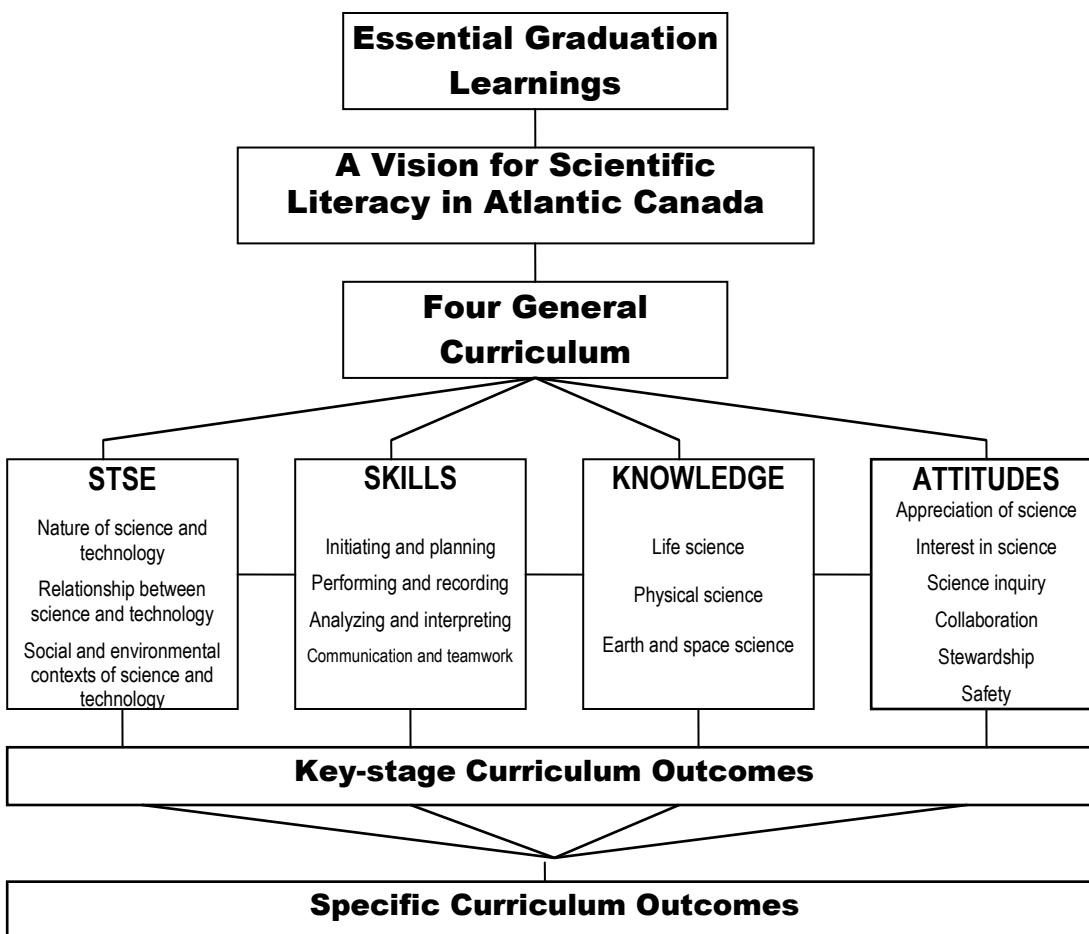 Essential Graduation
Learnings
A Vision for Scientific
Literacy in Atlantic Canada
Four General
Curriculum
STSE
Nature of science and
technology
Relationship between
science and technology
Social and environmental
contexts of science and
technology
SKILLS
Initiating and planning
Performing and recording
Analyzing and interpreting
Communication and teamwork
KNOWLEDGE
Life science
Physical science
Earth and space science
ATTITUDES
Appreciation of science
Interest in science
Science inquiry
Collaboration
Stewardship
Safety
Key-stage Curriculum Outcomes
Specific Curriculum Outcomes